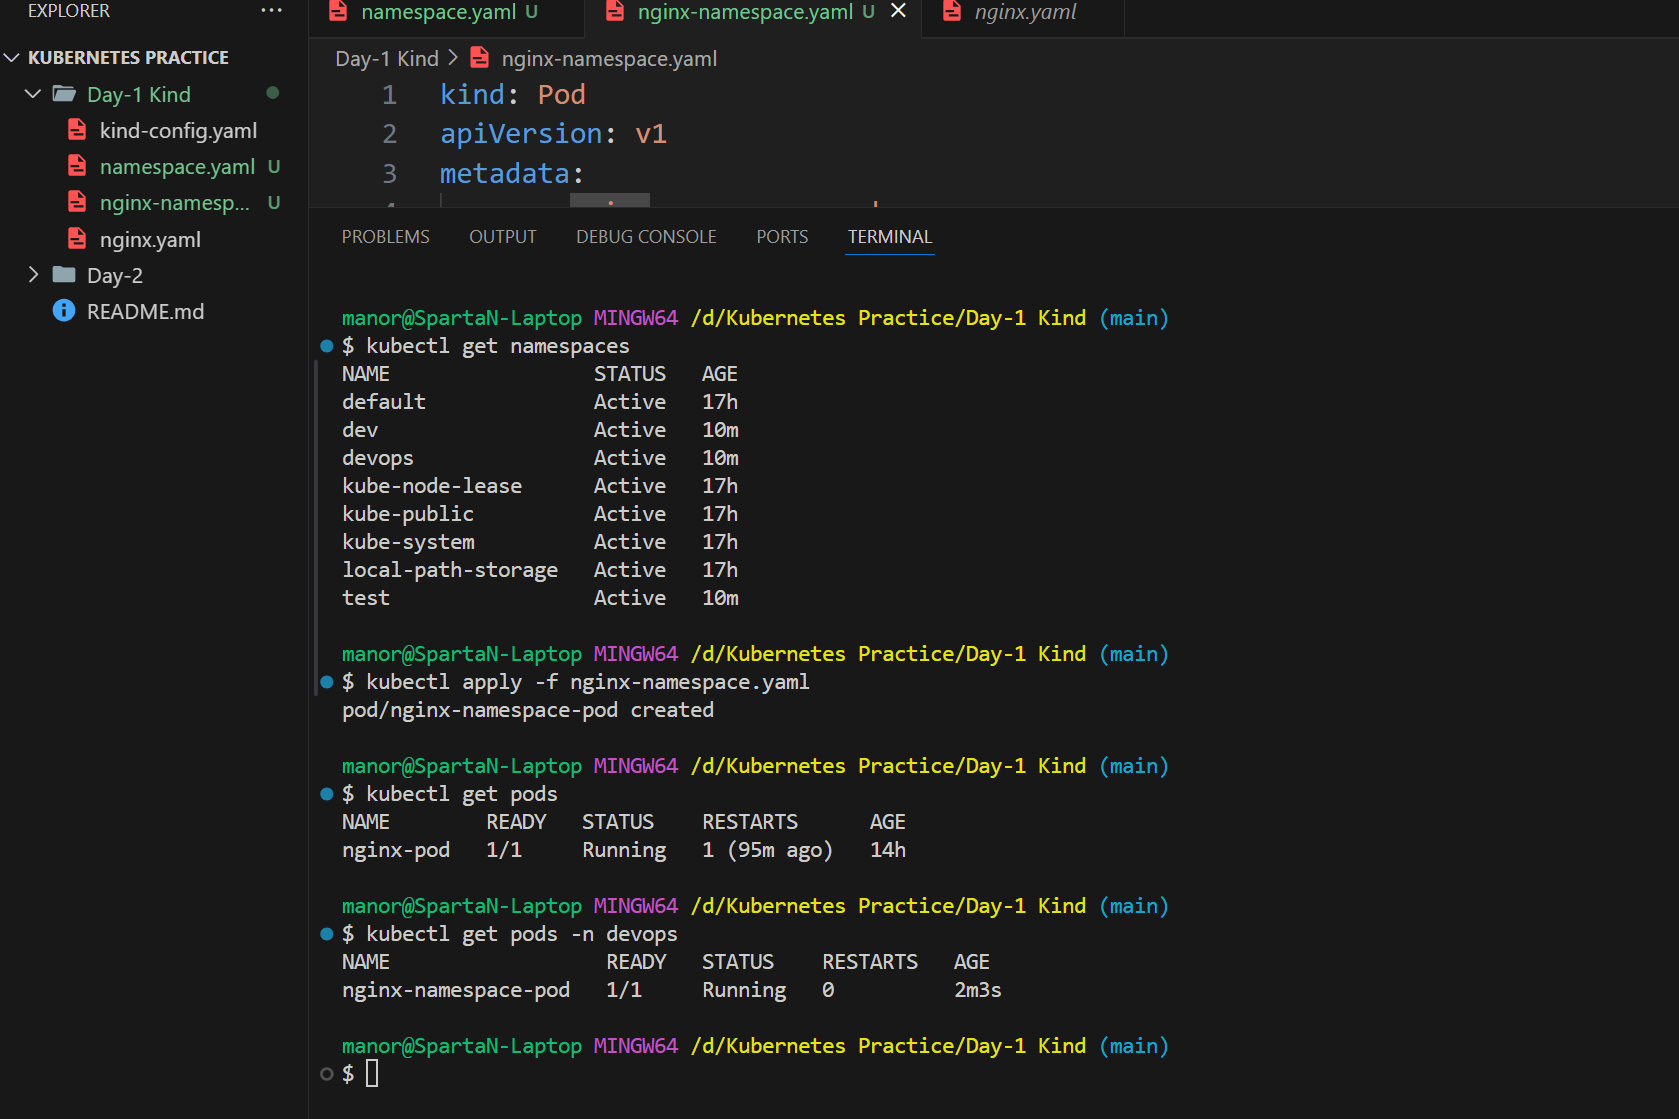 EXPLORER ...
KUBERNETES PRACTICE
Day-1 Kind
kind-config.yaml
namespace.yaml U
nginx-namesp... U
nginx.yaml
Day-2
README.md
namespace.yaml U
nginx-namespace.yaml U
nginx.yaml
Day-1 Kind > nginx-namespace.yaml
1 kind: Pod
2 apiVersion: v1
3 metadata:
PROBLEMS OUTPUT DEBUG CONSOLE PORTS TERMINAL
manor@SpartaN-Laptop MINGW64 /d/Kubernetes Practice/Day-1 Kind (main)
$ kubectl get namespaces
NAME STATUS AGE
default Active 17h
dev Active 10m
devops Active 10m
kube-node-lease Active 17h
kube-public Active 17h
kube-system Active 17h
local-path-storage Active 17h
test Active 10m
manor@SpartaN-Laptop MINGW64 /d/Kubernetes Practice/Day-1 Kind (main)
$ kubectl apply -f nginx-namespace.yaml
pod/nginx-namespace-pod created
manor@SpartaN-Laptop MINGW64 /d/Kubernetes Practice/Day-1 Kind (main)
$ kubectl get pods
NAME READY STATUS RESTARTS AGE
nginx-pod 1/1 Running 1 (95m ago) 14h
manor@SpartaN-Laptop MINGW64 /d/Kubernetes Practice/Day-1 Kind (main)
$ kubectl get pods -n devops
NAME READY STATUS RESTARTS AGE
nginx-namespace-pod 1/1 Running 0 2m3s
manor@SpartaN-Laptop MINGW64 /d/Kubernetes Practice/Day-1 Kind (main)
$